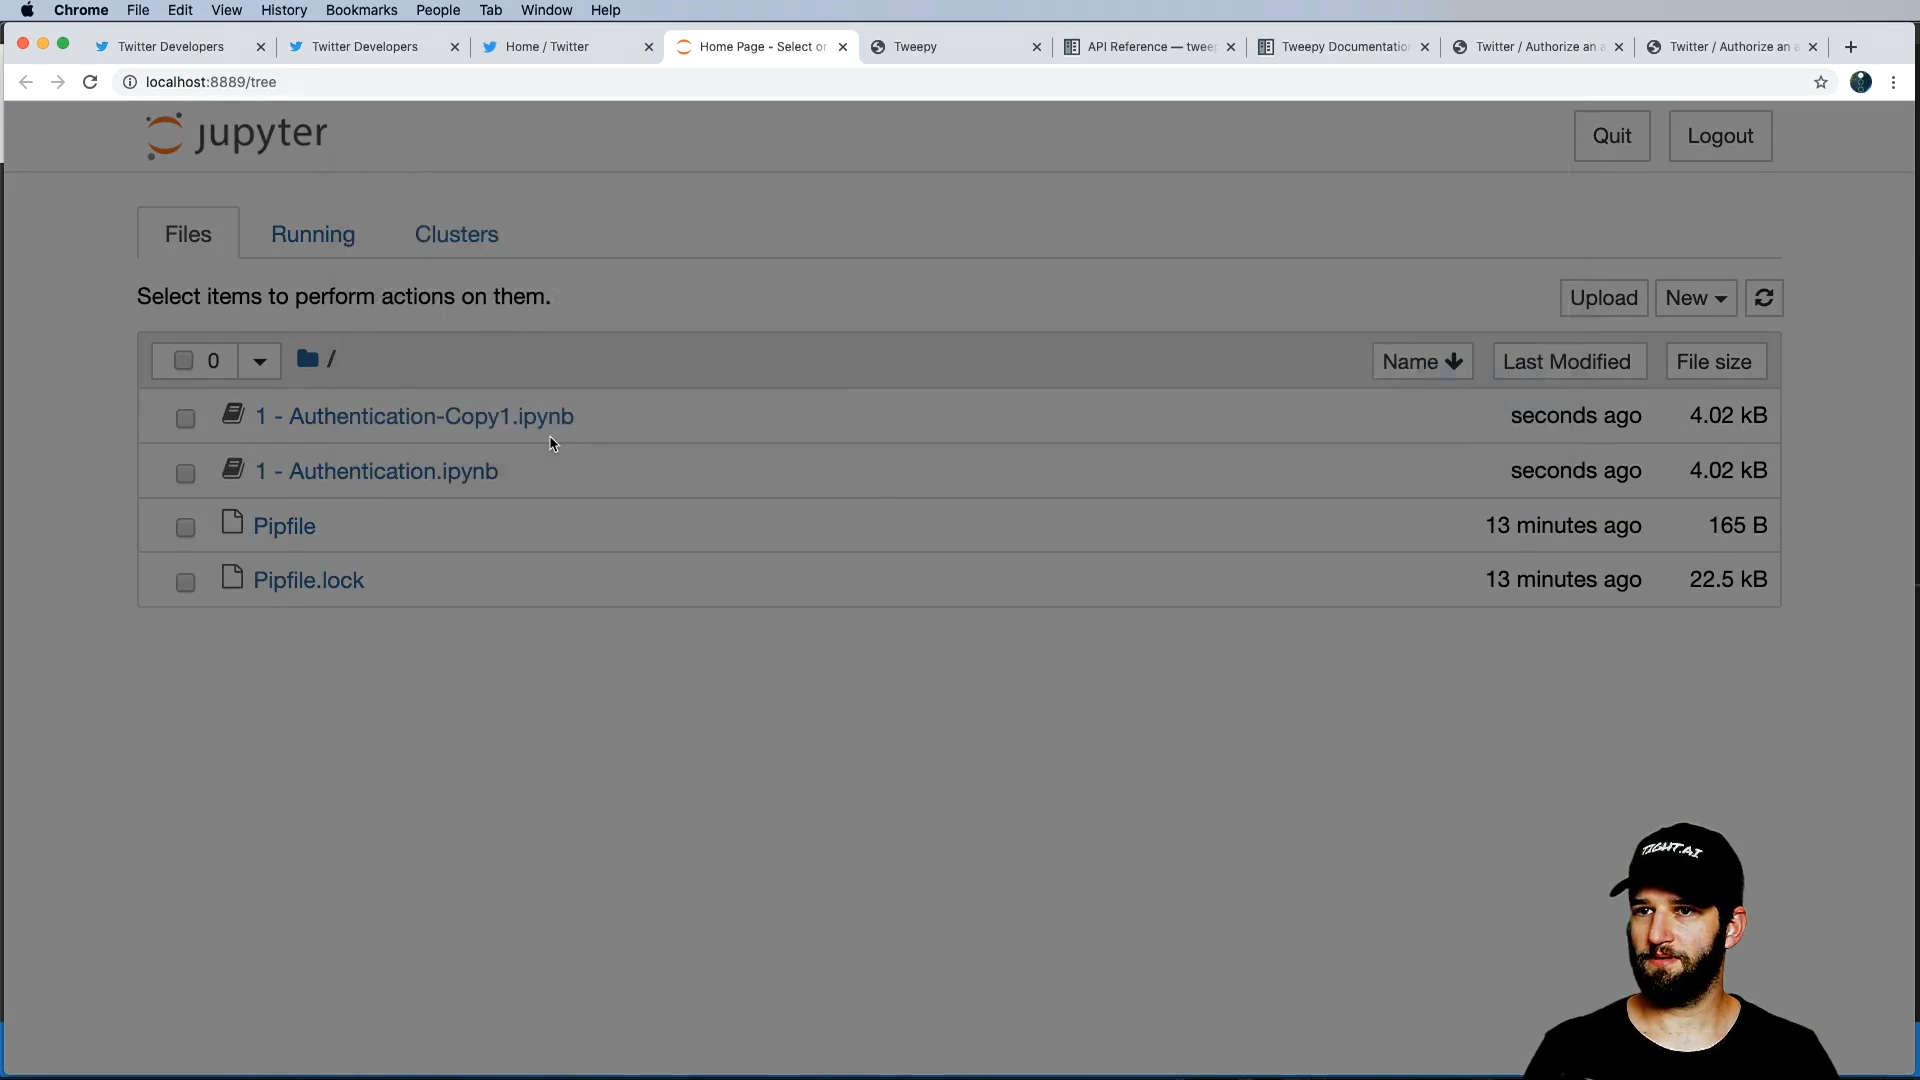 Chrome File Edit View History Bookmarks People Tab Window Help
Twitter Developers Twitter Developers Home / Twitter Home Page - Select or Tweepy API Reference — twee Tweepy Documentatio Twitter / Authorize an a Twitter / Authorize an a
localhost:8889/tree
jupyter Quit Logout
Files Running Clusters
Select items to perform actions on them. Upload New
0 / Name Last Modified File size
1 - Authentication-Copy1.ipynb seconds ago 4.02 kB
1 - Authentication.ipynb seconds ago 4.02 kB
Pipfile 13 minutes ago 165 B
Pipfile.lock 13 minutes ago 22.5 kB
TIGHT.AI